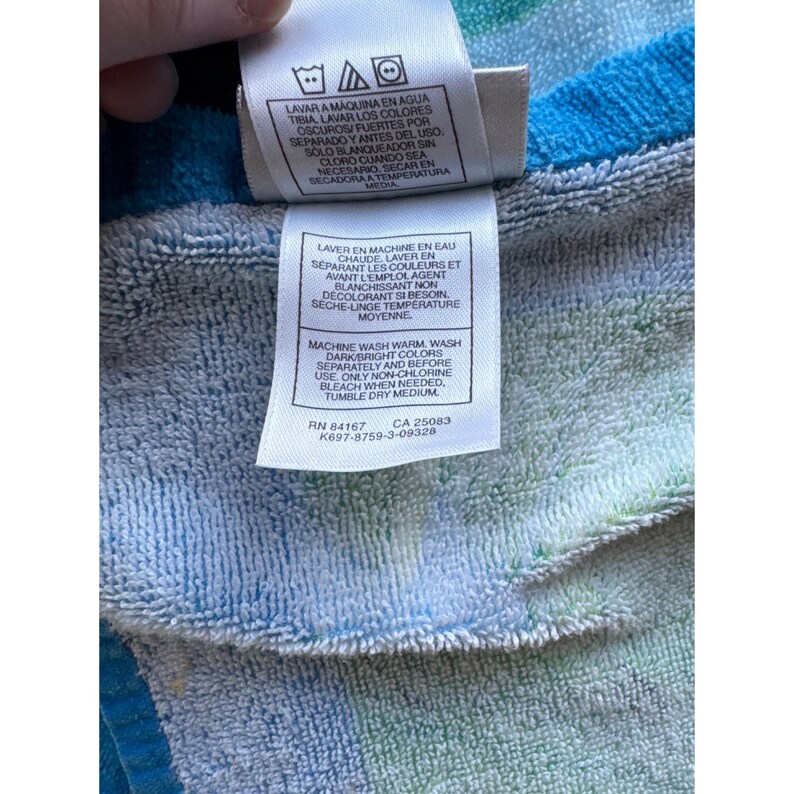 LAVAR A MÁQUINA EN AGUA
TIBIA. LAVAR LOS COLORES
OSCUROS/ FUERTES POR
SEPARADO Y ANTES DEL USO.
SÓLO BLANQUEADOR SIN
CLORO CUANDO SEA
NECESARIO. SECAR EN
SECADORA A TEMPERATURA
MEDIA.
LAVER EN MACHINE EN EAU
CHAUDE. LAVER EN
SÉPARANT LES COULEURS ET
AVANT L'EMPLOI.AGENT
BLANCHISSANT NON
DÉCOLORANT SI BESOIN.
SÈCHE-LINGE TEMPÉRATURE
MOYENNE.
MACHINE WASH WARM. WASH
DARK/BRIGHT COLORS
SEPARATELY AND BEFORE
USE. ONLY NON-CHLORINE
BLEACH WHEN NEEDED,
TUMBLE DRY MEDIUM.
RN 84167 CA 25083
K697-8759-3-09328